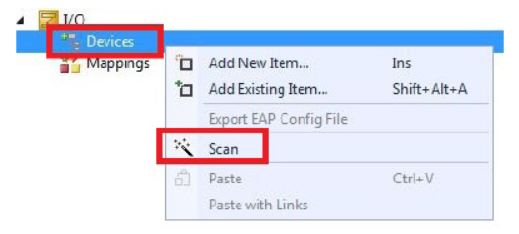 I/O
Devices
Mappings
Add New Item... Ins
Add Existing Item... Shift+Alt+A
Export EAP Config File
Scan
Paste Ctrl+V
Paste with Links